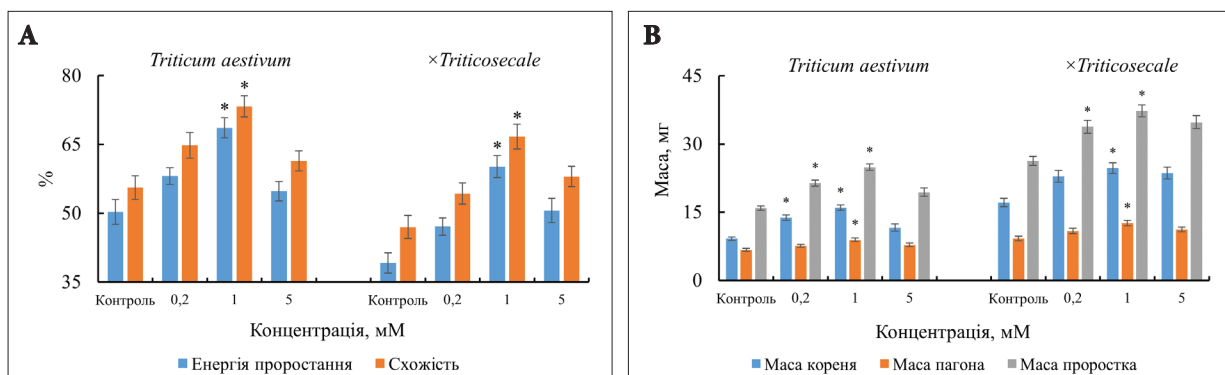 A
Triticum aestivum
×Triticosecale
80
65
50
35
%
*
*
*
*
Контроль 0,2 1 5 Контроль 0,2 1 5
Концентрація, мМ
Енергія проростання Схожість
B
Triticum aestivum
×Triticosecale
45
30
15
0
Маса, мг
*
*
*
*
*
*
*
*
*
Контроль 0,2 1 5 Контроль 0,2 1 5
Концентрація, мМ
Маса кореня Маса пагона Маса проростка